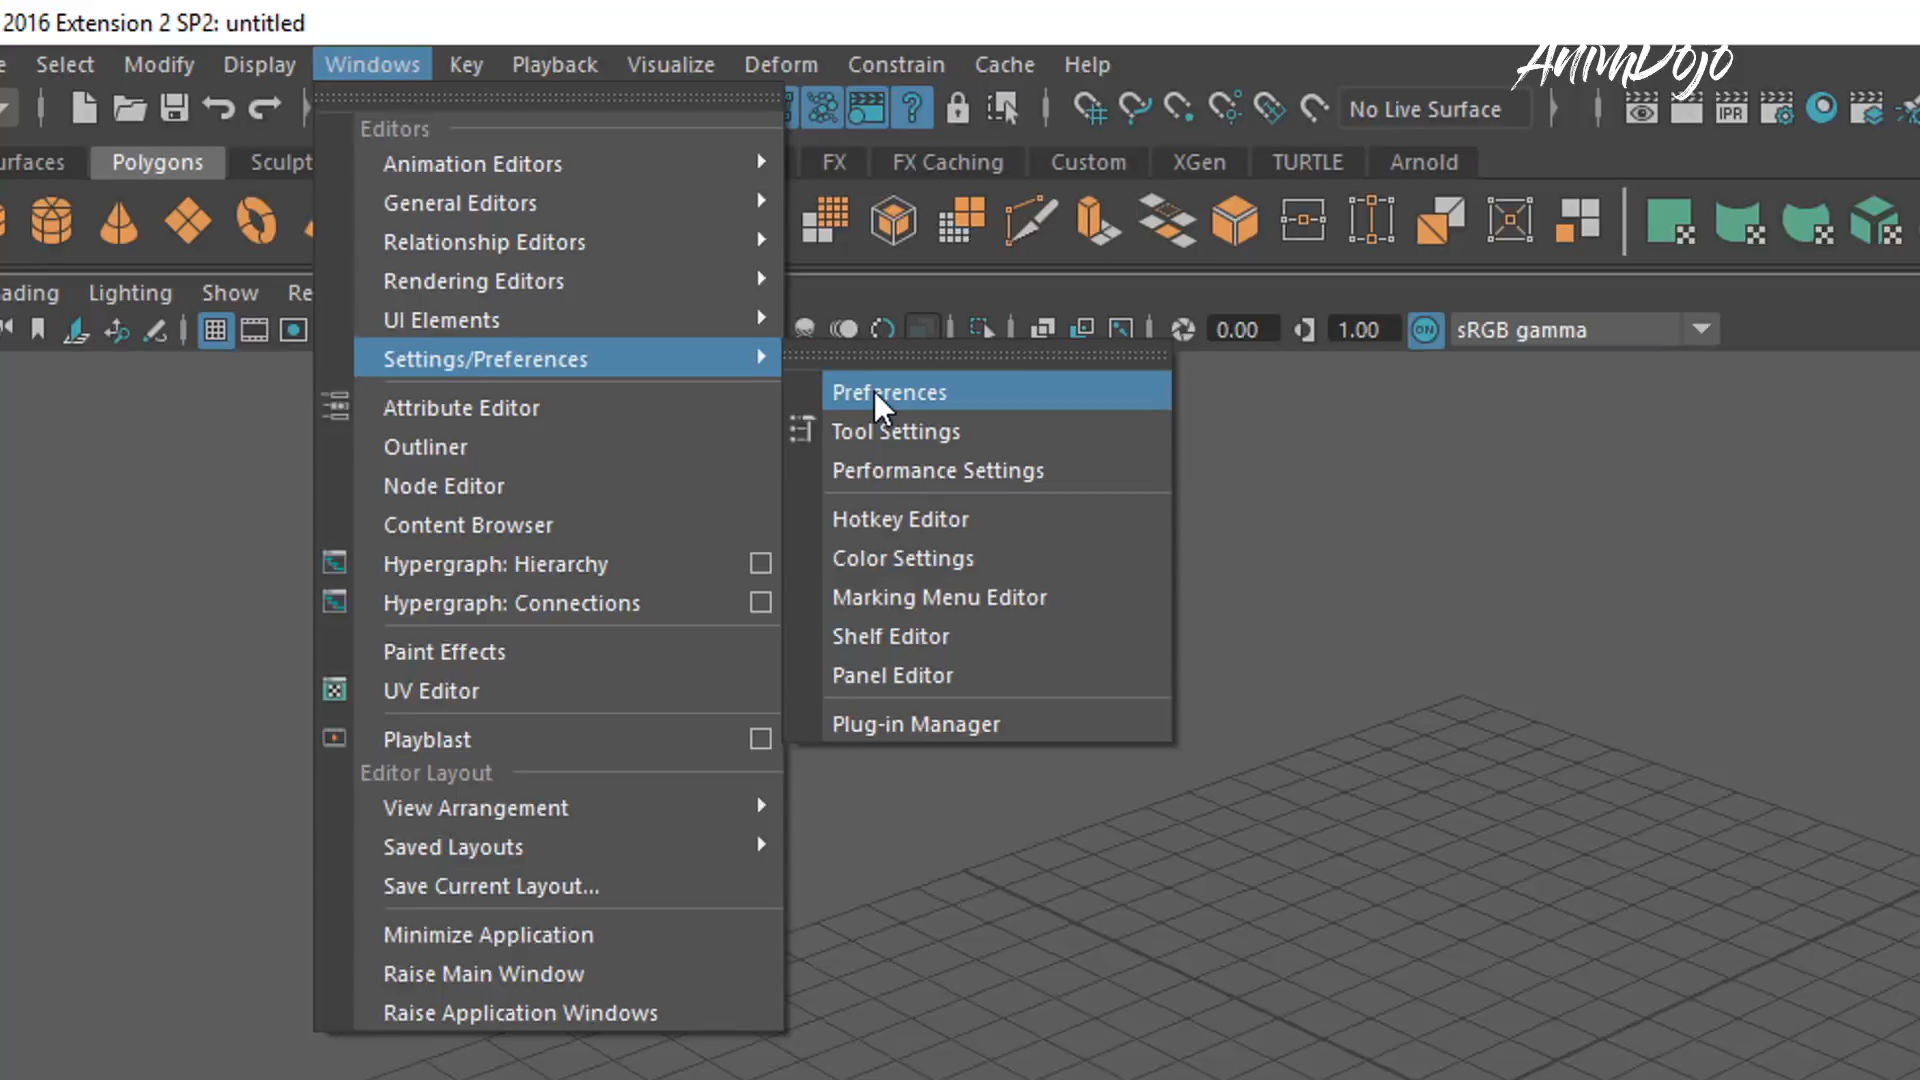 2016 Extension 2 SP2: untitled
Select Modify Display Windows Key Playback Visualize Deform Constrain Cache Help
AnimDojo
No Live Surface
IPR
Polygons Sculpt FX FX Caching Custom XGen TURTLE Arnold
Lighting Show
0.00 1.00 ON sRGB gamma
Editors
Animation Editors
General Editors
Relationship Editors
Rendering Editors
UI Elements
Settings/Preferences
Attribute Editor
Outliner
Node Editor
Content Browser
Hypergraph: Hierarchy
Hypergraph: Connections
Paint Effects
UV Editor
Playblast
Editor Layout
View Arrangement
Saved Layouts
Save Current Layout...
Minimize Application
Raise Main Window
Raise Application Windows
Preferences
Tool Settings
Performance Settings
Hotkey Editor
Color Settings
Marking Menu Editor
Shelf Editor
Panel Editor
Plug-in Manager